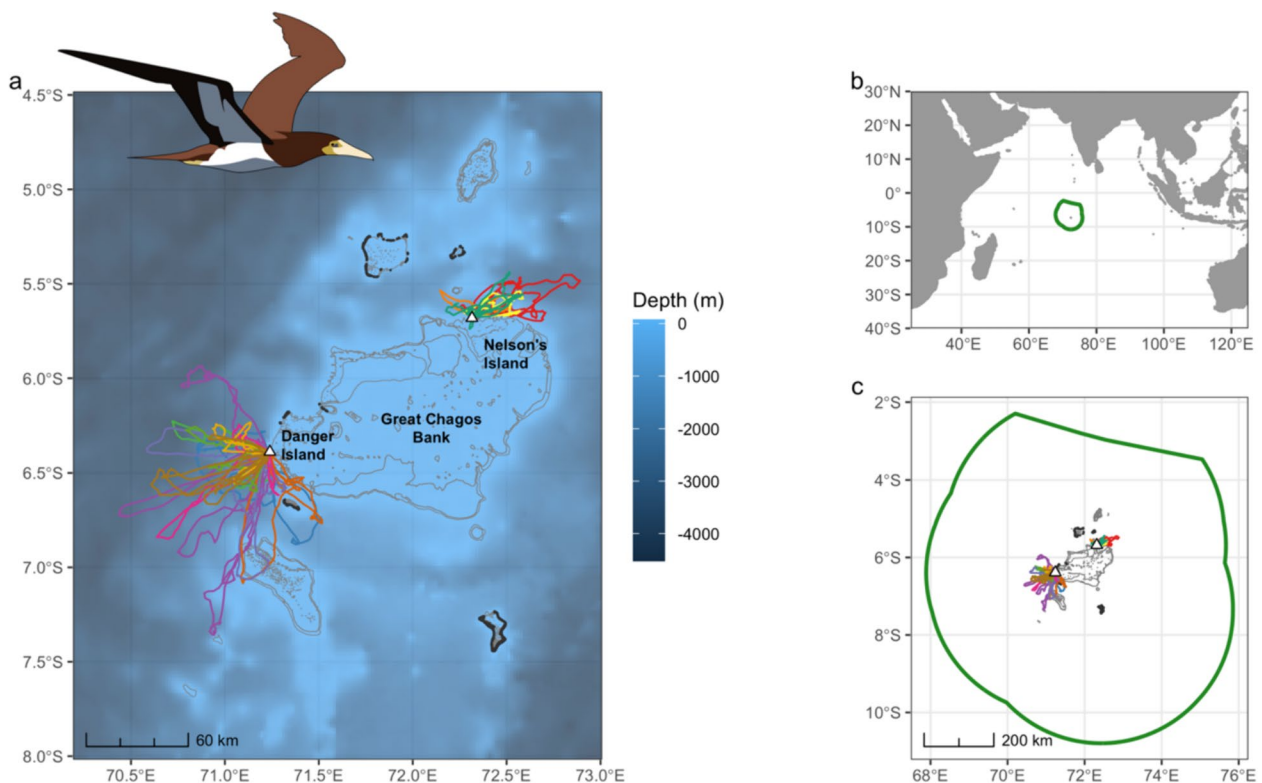 a
4.5°S
5.0°S
5.5°S
6.0°S
6.5°S
7.0°S
7.5°S
8.0°S
70.5°E 71.0°E 71.5°E 72.0°E 72.5°E 73.0°E
Nelson's
Island
Great Chagos
Bank
Danger
Island
60 km
Depth (m)
0
-1000
-2000
-3000
-4000
b
30°N
20°N
10°N
0°
10°S
20°S
30°S
40°S
40°E 60°E 80°E 100°E 120°E
c
2°S
4°S
6°S
8°S
10°S
200 km
68°E 70°E 72°E 74°E 76°E